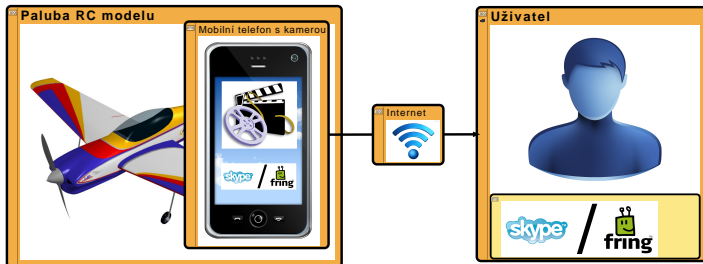 Paluba RC modelu
Mobilní telefon s kamerou
skype / fring
Internet
Uživatel
skype / fring